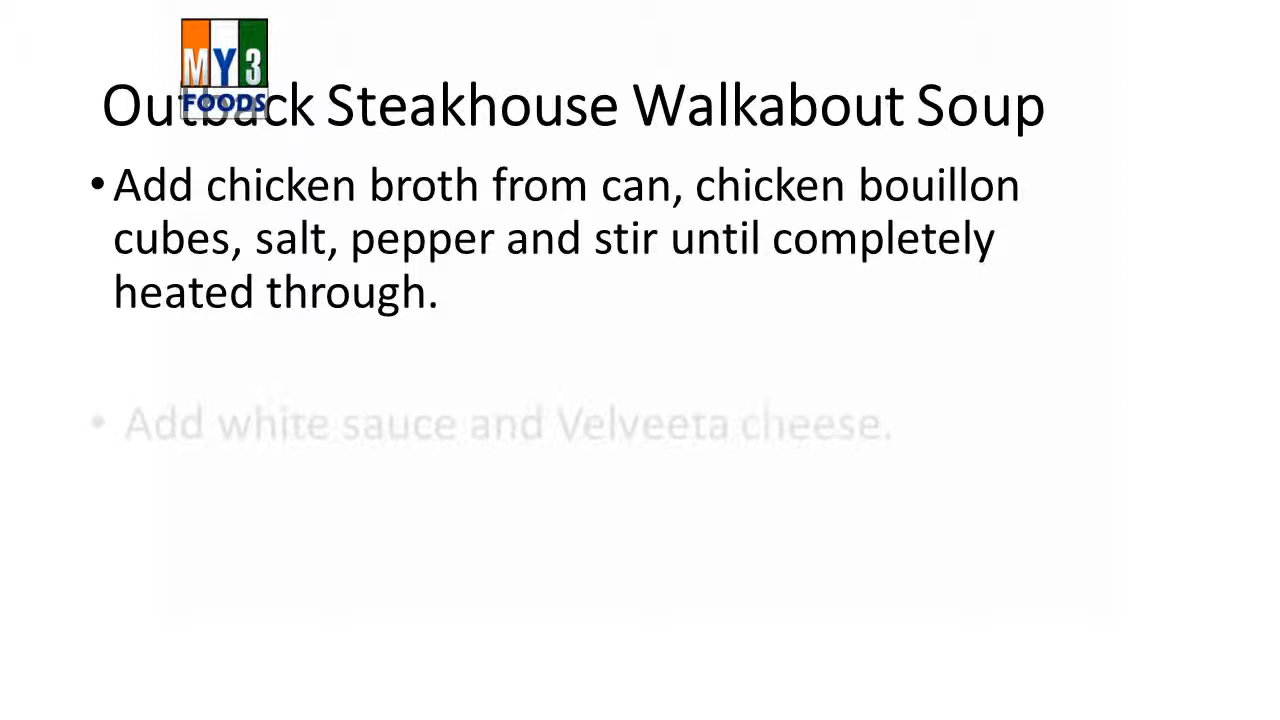 MY3
FOODS
Outback Steakhouse Walkabout Soup
• Add chicken broth from can, chicken bouillon
cubes, salt, pepper and stir until completely
heated through.
• Add white sauce and Velveeta cheese.